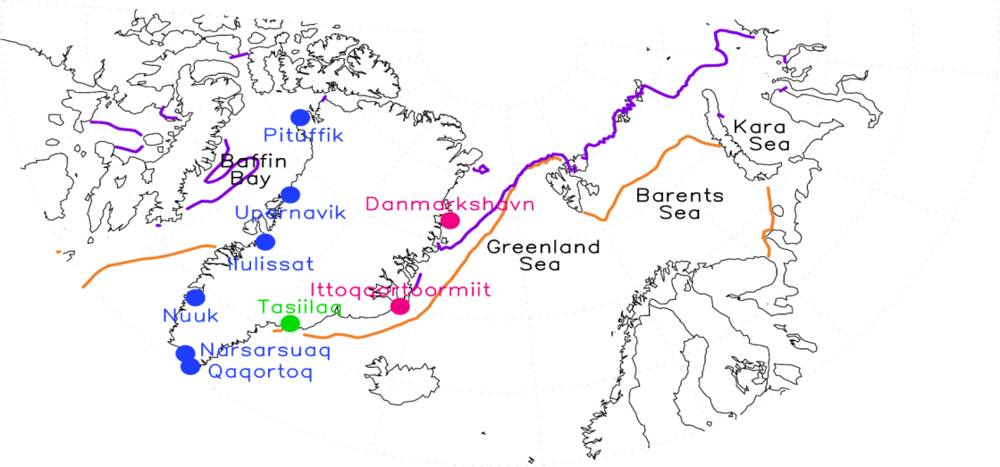 Pituffik
Kara
Sea
Baffin
Bay
Barents
Sea
Danmarkshavn
Upernavik
Greenland
Sea
Ilulissat
Ittoqqortoormiit
Tasiilaq
Nuuk
Narsarsuaq
Qaqortoq